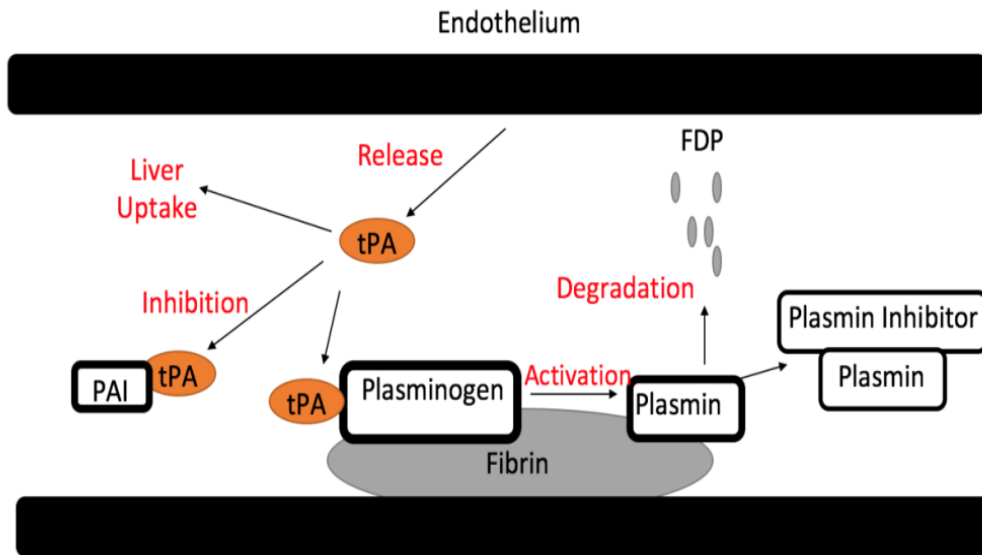 Endothelium
Release
FDP
Liver
Uptake
tPA
Inhibition
Degradation
Plasmin Inhibitor
Plasmin
PAI
tPA
tPA
Plasminogen
Activation
Plasmin
Fibrin